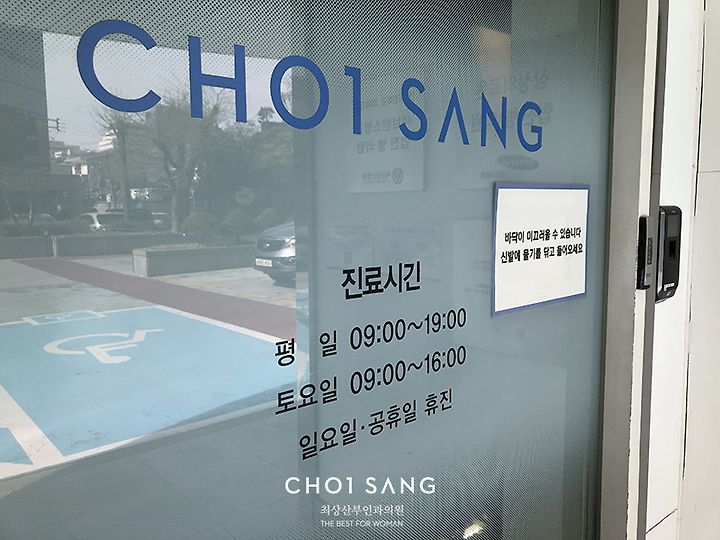 CHOI SANG
바닥이 미끄러울 수 있습니다
신발에 물기를 닦고 들어오세요
진료시간
평 일 09:00~19:00
토요일 09:00~16:00
일요일·공휴일 휴진
CHOI SANG
최상산부인과의원
THE BEST FOR WOMAN